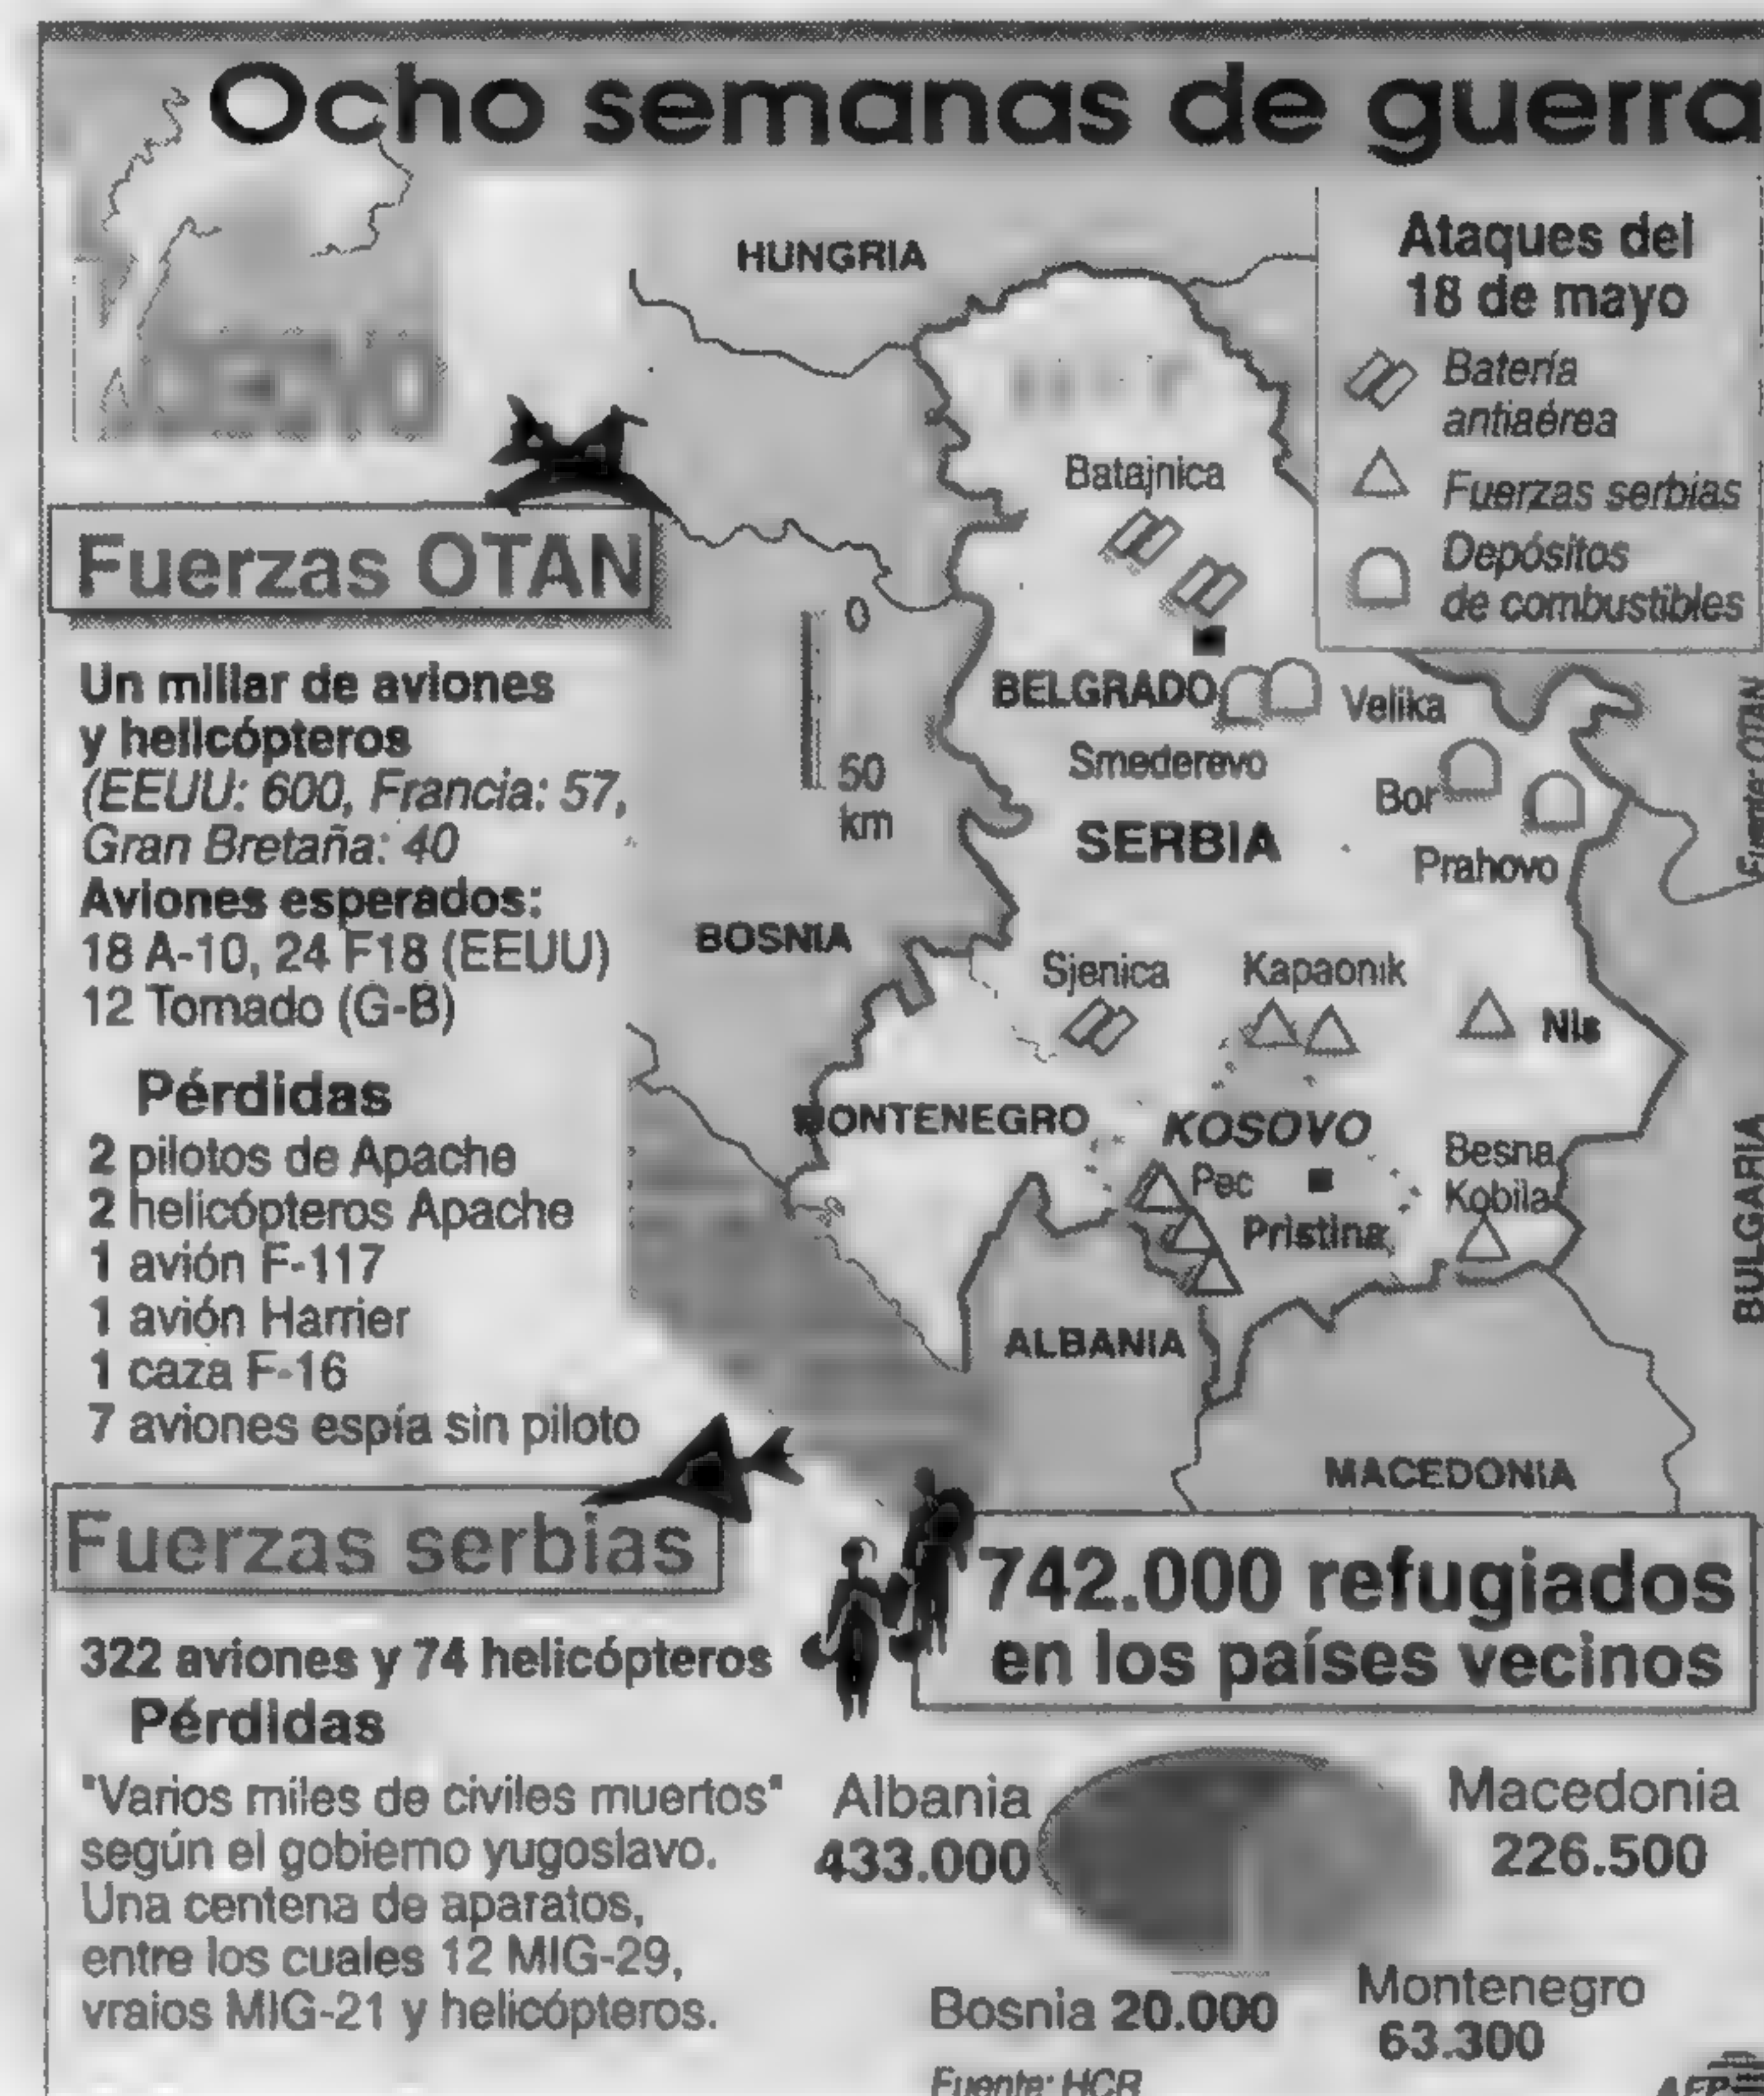 Ocho semanas de guerra
HUNGRIA
Ataques del
18 de mayo
Batería
antiaérea
Fuerzas serbias
Depósitos
de combustibles
Batajnica
BELGRADO
Velika
Smederevo
Bor
SERBIA
Prahovo
0
50
km
BOSNIA
Sjenica
Kapaonik
Nis
MONTENEGRO
KOSOVO
Pec
Pristina
Besna
Kobila
ALBANIA
MACEDONIA
BULGARIA
Fuente: OTAN
Fuerzas OTAN
Un millar de aviones
y helicópteros
(EEUU: 600, Francia: 57,
Gran Bretaña: 40
Aviones esperados:
18 A-10, 24 F18 (EEUU)
12 Tornado (G-B)
Pérdidas
2 pilotos de Apache
2 helicópteros Apache
1 avión F-117
1 avión Harrier
1 caza F-16
7 aviones espía sin piloto
Fuerzas serbias
322 aviones y 74 helicópteros
Pérdidas
"Varios miles de civiles muertos"
según el gobierno yugoslavo.
Una centena de aparatos,
entre los cuales 12 MIG-29,
vraios MIG-21 y helicópteros.
742.000 refugiados
en los países vecinos
Albania
433.000
Macedonia
226.500
Bosnia 20.000
Montenegro
63.300
Fuente: HCR
AFP